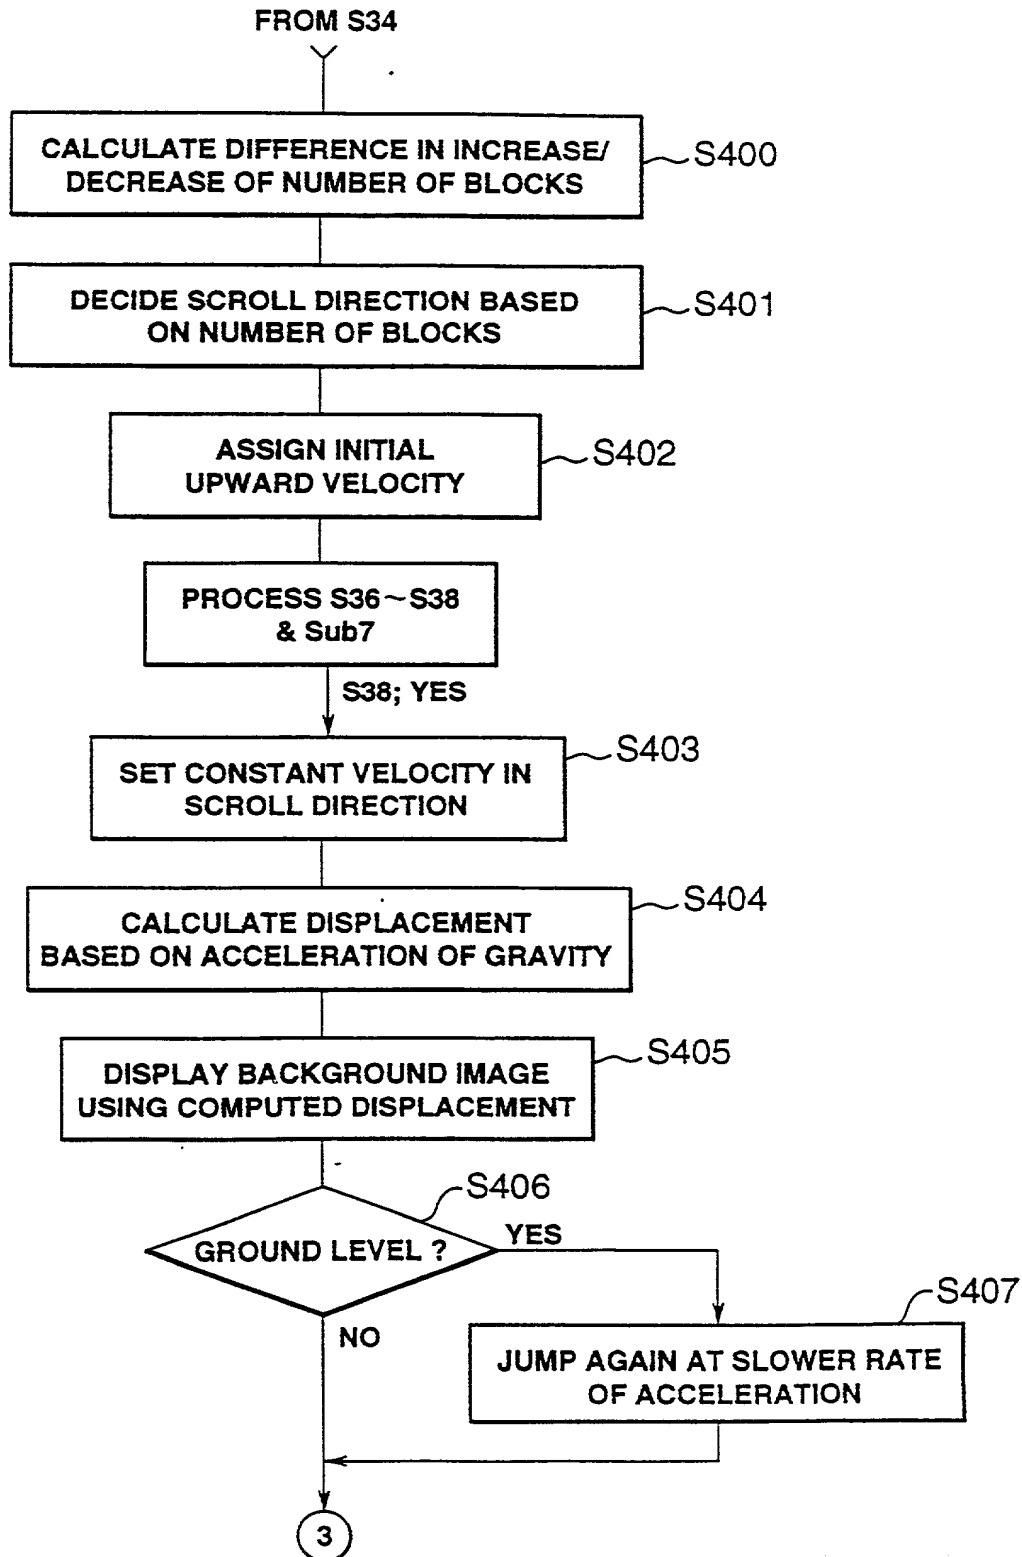 FROM S34
CALCULATE DIFFERENCE IN INCREASE/
DECREASE OF NUMBER OF BLOCKS
S400
DECIDE SCROLL DIRECTION BASED
ON NUMBER OF BLOCKS
S401
ASSIGN INITIAL
UPWARD VELOCITY
S402
PROCESS S36~S38
& Sub7
S38; YES
SET CONSTANT VELOCITY IN
SCROLL DIRECTION
S403
CALCULATE DISPLACEMENT
BASED ON ACCELERATION OF GRAVITY
S404
DISPLAY BACKGROUND IMAGE
USING COMPUTED DISPLACEMENT
S405
GROUND LEVEL ?
S406
YES
NO
JUMP AGAIN AT SLOWER RATE
OF ACCELERATION
S407
3